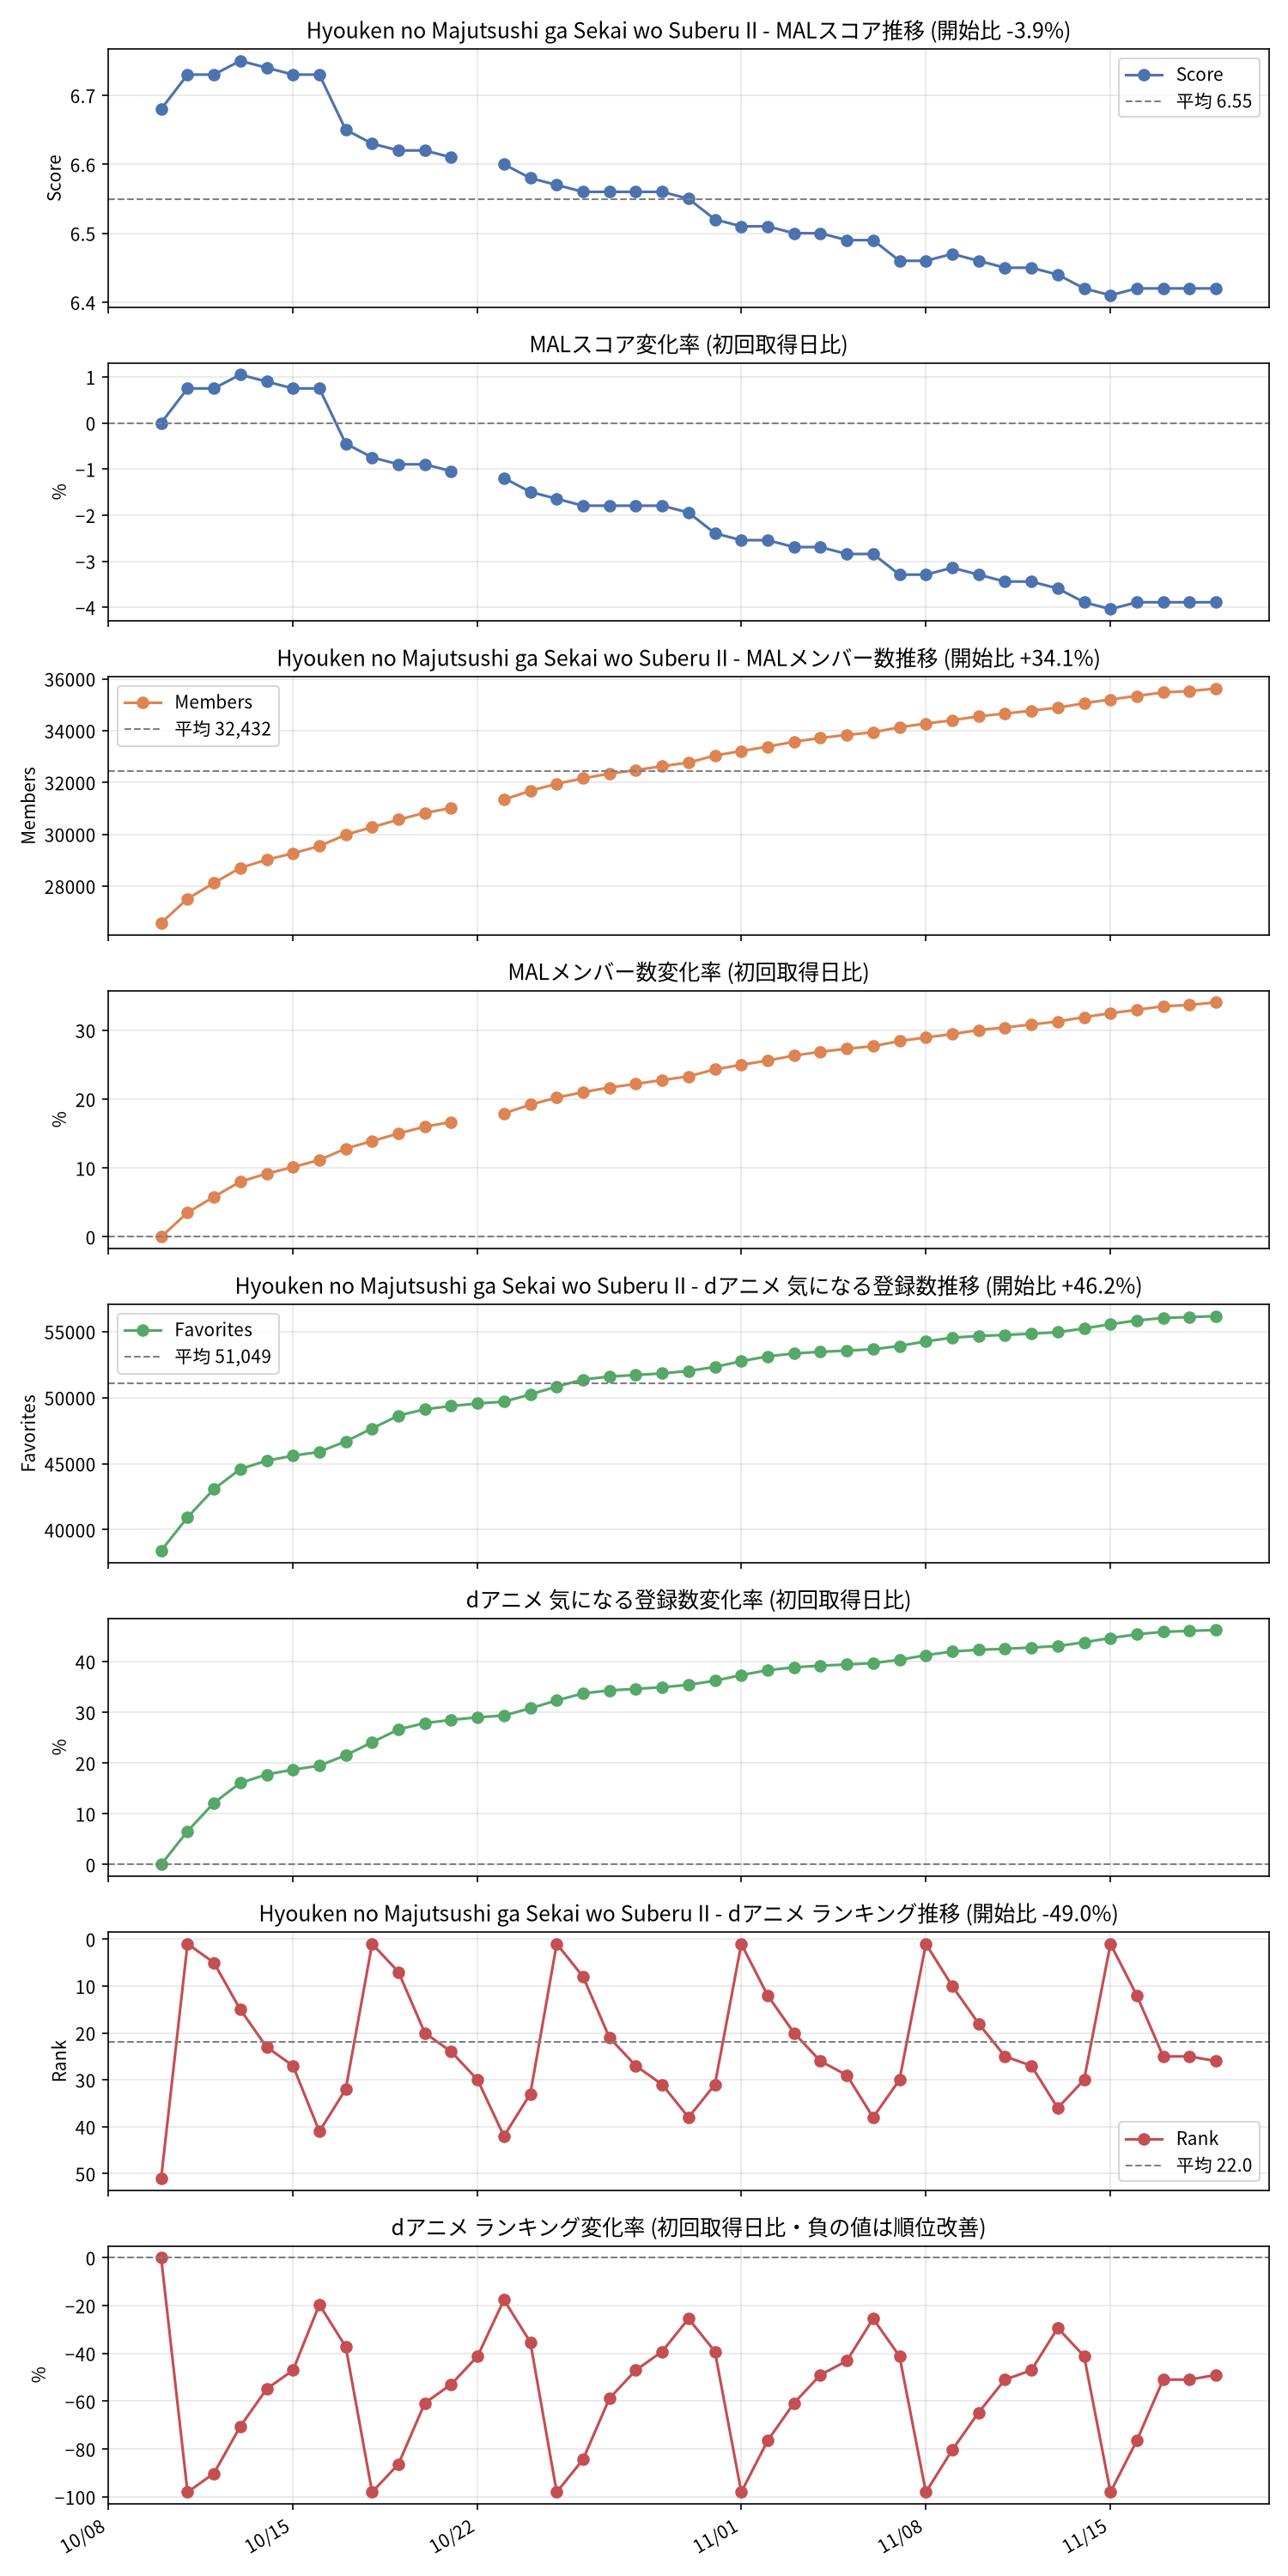 Hyouken no Majutsushi ga Sekai wo Suberu II - MALスコア推移 (開始比 -3.9%)
Score
平均 6.55
Score
6.7
6.6
6.5
6.4
MALスコア変化率 (初回取得日比)
%
1
0
−1
−2
−3
−4
Hyouken no Majutsushi ga Sekai wo Suberu II - MALメンバー数推移 (開始比 +34.1%)
Members
平均 32,432
Members
36000
34000
32000
30000
28000
MALメンバー数変化率 (初回取得日比)
%
30
20
10
0
Hyouken no Majutsushi ga Sekai wo Suberu II - dアニメ 気になる登録数推移 (開始比 +46.2%)
Favorites
平均 51,049
Favorites
55000
50000
45000
40000
dアニメ 気になる登録数変化率 (初回取得日比)
%
40
30
20
10
0
Hyouken no Majutsushi ga Sekai wo Suberu II - dアニメ ランキング推移 (開始比 -49.0%)
Rank
0
10
20
30
40
50
Rank
平均 22.0
dアニメ ランキング変化率 (初回取得日比・負の値は順位改善)
%
0
−20
−40
−60
−80
−100
10/08
10/15
10/22
11/01
11/08
11/15